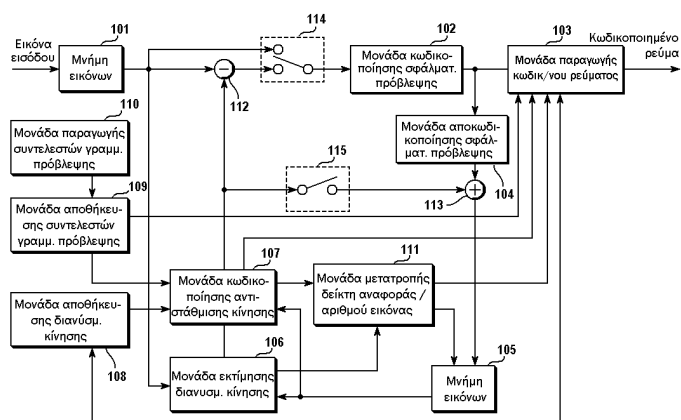 Εικόνα
εισόδου
101
Μνήμη
εικόνων
112
114
102
Μονάδα κωδικο-
ποίησης σφάλματ.
πρόβλεψης
103
Μονάδα παραγωγής
κωδικ/νου ρεύματος
Κωδικοποιημένο
ρεύμα
110
Μονάδα παραγωγής
συντελεστών γραμμ.
πρόβλεψης
Μονάδα αποκωδι-
κοποίησης σφάλ-
ματ. πρόβλεψης
104
115
113
109
Μονάδα αποθήκευ-
σης συντελεστών
γραμμ. πρόβλεψης
107
Μονάδα κωδικο-
ποίησης αντι-
στάθμισης κίνησης
111
Μονάδα μετατροπής
δείκτη αναφοράς /
αριθμού εικόνας
Μονάδα αποθήκευ-
σης διανύσμ.
κίνησης
108
106
Μονάδα εκτίμησης
διανυσμ. κίνησης
105
Μνήμη
εικόνων